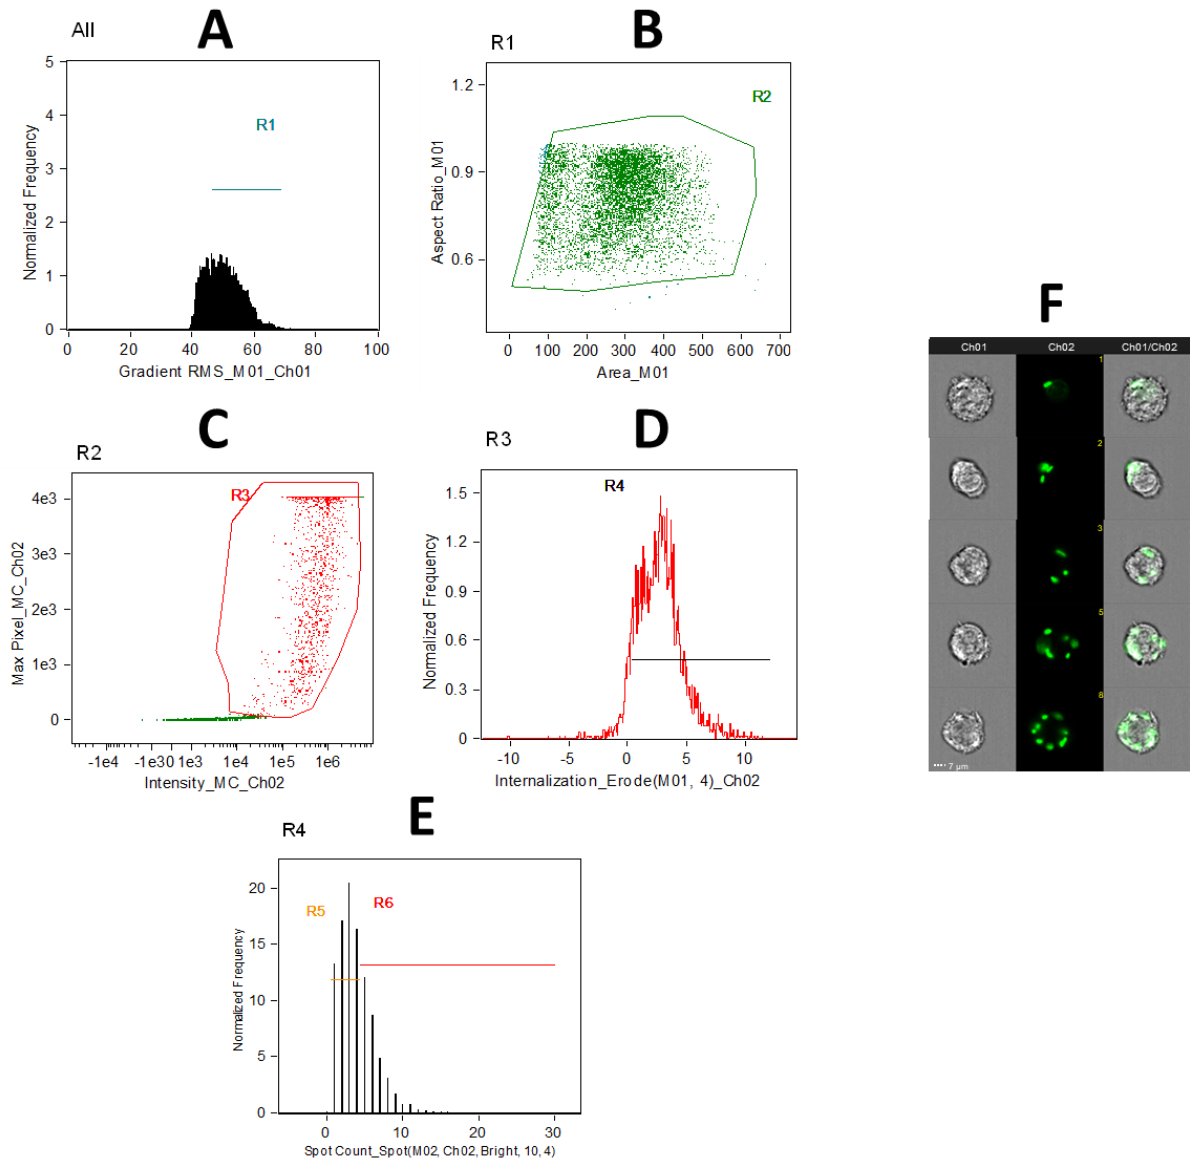 A
All
5
4
3
2
1
0
R1
Normalized Frequency
0 20 40 60 80 100
Gradient RMS_M01_Ch01
B
R1
1.2
0.9
0.6
R2
Aspect Ratio_M01
0 100 200 300 400 500 600 700
Area_M01
C
R2
4e3
3e3
2e3
1e3
0
R3
Max Pixel_MC_Ch02
-1e4 -1e30 1e3 1e4 1e5 1e6
Intensity_MC_Ch02
D
R3
1.5
1.2
0.9
0.6
0.3
0
R4
Normalized Frequency
-10 -5 0 5 10
Internalization_Erode(M01, 4)_Ch02
E
R4
20
15
10
5
0
R5
R6
Normalized Frequency
0 10 20 30
Spot Count_Spot(M02, Ch02, Bright, 10, 4)
F
Ch01 Ch02 Ch01/Ch02
1
2
3
5
8
7 µm